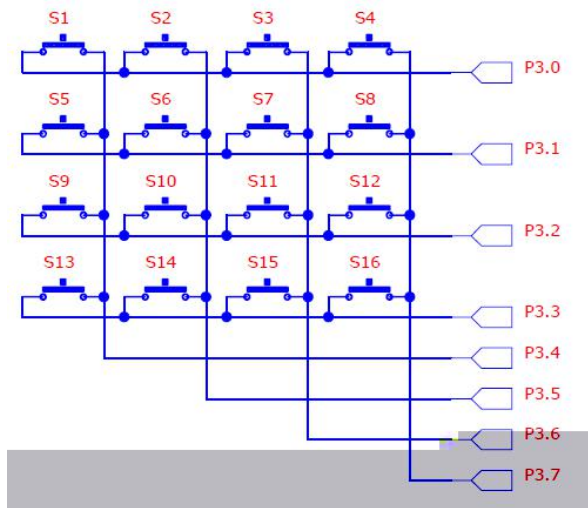 S1 S2 S3 S4
P3.0
S5 S6 S7 S8
P3.1
S9 S10 S11 S12
P3.2
S13 S14 S15 S16
P3.3
P3.4
P3.5
P3.6
P3.7